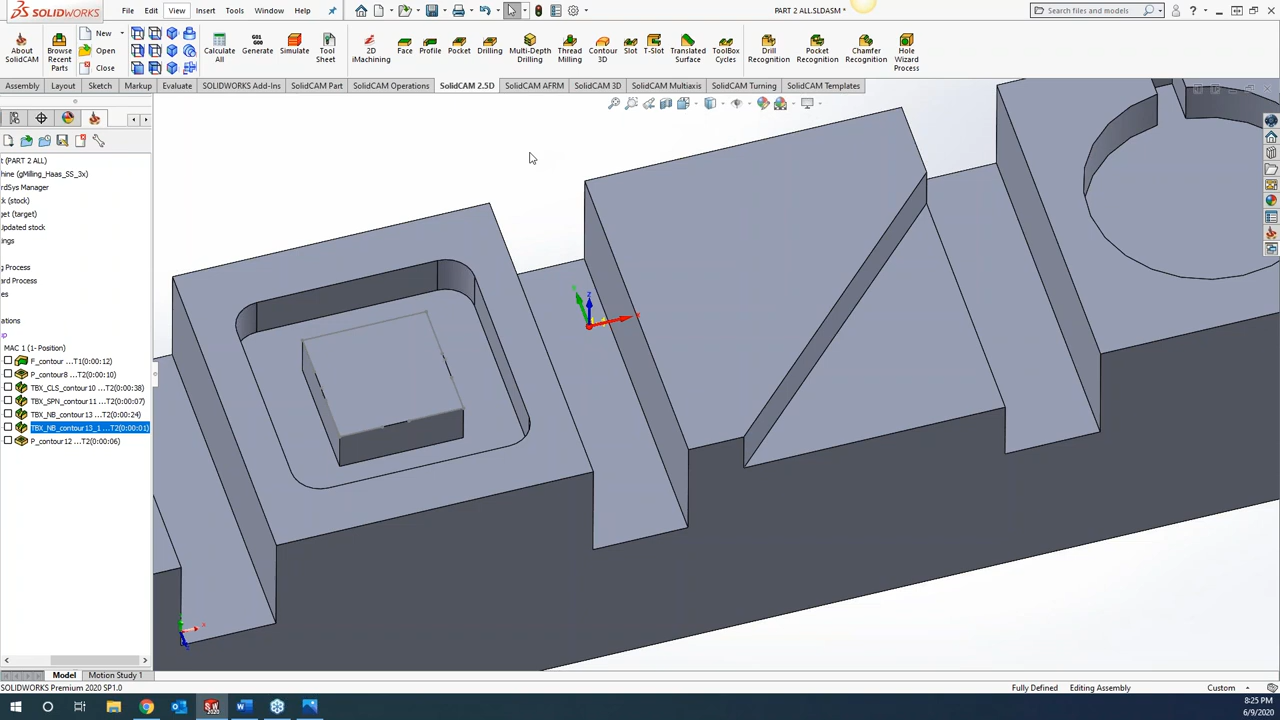 SOLIDWORKS File Edit View Insert Tools Window Help PART 2 ALL.SLDASM * Search files and models
About SOLIDCAM
Browse Recent Parts
New
Open
Close
Calculate All
Generate
Simulate
Tool Sheet
2D iMachining
Face
Profile
Pocket
Drilling
Multi-Depth Drilling
Thread Milling
Contour 3D
Slot
T-Slot
Translated Surface
ToolBox Cycles
Drill Recognition
Pocket Recognition
Chamfer Recognition
Hole Wizard Process
Assembly Layout Sketch Markup Evaluate SOLIDWORKS Add-Ins SolidCAM Part SolidCAM Operations SolidCAM 2.5D SolidCAM AFRM SolidCAM 3D SolidCAM Multiaxis SolidCAM Turning SolidCAM Templates
t (PART 2 ALL)
hine (gMilling_Haas_SS_3x)
rdSys Manager
ck (stock)
get (target)
pdated stock
ings
g Process
ard Process
es
ations
p
MAC 1 (1- Position)
F_contour ...T1(0:00:12)
P_contour8 ...T2(0:00:10)
TBX_CLS_contour10 ...T2(0:00:38)
TBX_SPN_contour11 ...T2(0:00:07)
TBX_NB_contour13 ...T2(0:00:24)
TBX_NB_contour13_1 ...T2(0:00:01)
P_contour12 ...T2(0:00:06)
Model Motion Study 1
SOLIDWORKS Premium 2020 SP1.0 Fully Defined Editing Assembly Custom
8:25 PM
6/9/2020